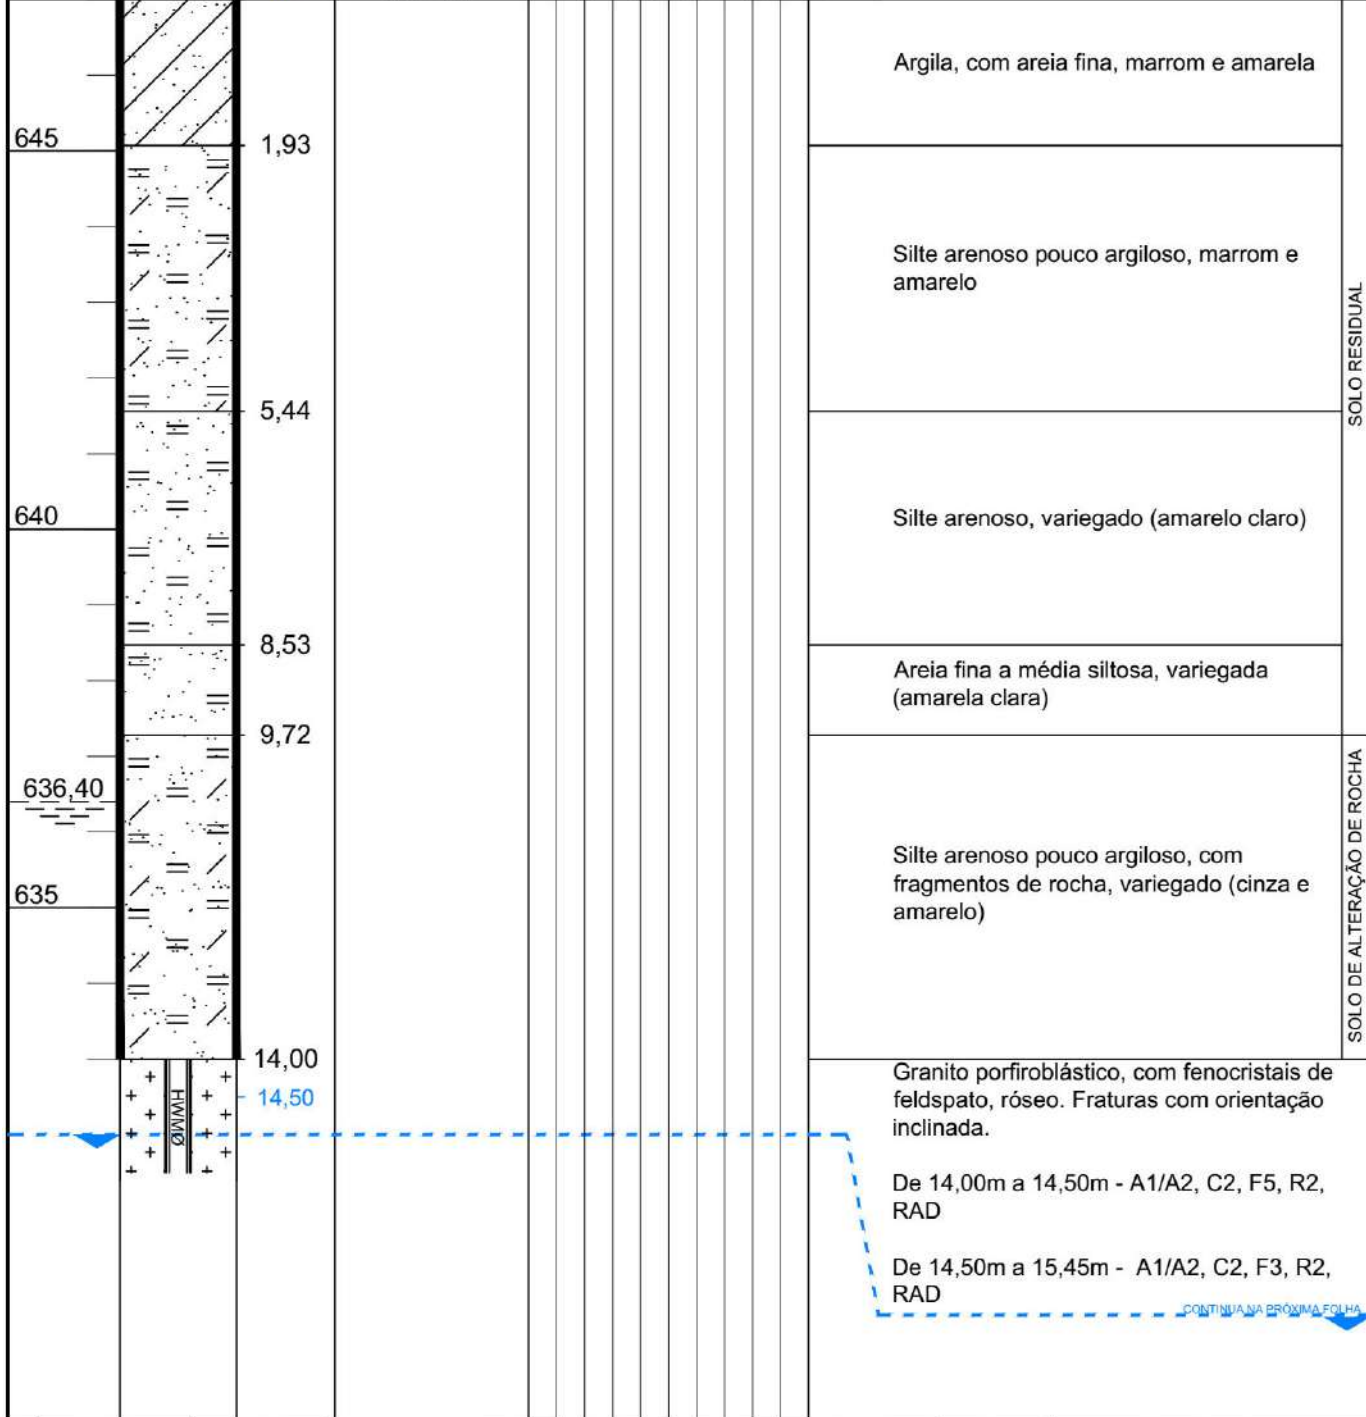 Argila, com areia fina, marrom e amarela
645
1,93
Silte arenoso pouco argiloso, marrom e
amarelo
SOLO RESIDUAL
5,44
640
Silte arenoso, variegado (amarelo claro)
8,53
Areia fina a média siltosa, variegada
(amarela clara)
9,72
636,40
SOLO DE ALTERAÇÃO DE ROCHA
Silte arenoso pouco argiloso, com
fragmentos de rocha, variegado (cinza e
amarelo)
635
14,00
Granito porfiroblástico, com fenocristais de
feldspato, róseo. Fraturas com orientação
inclinada.
14,50
HWMØ
De 14,00m a 14,50m - A1/A2, C2, F5, R2,
RAD
De 14,50m a 15,45m - A1/A2, C2, F3, R2,
RAD
CONTINUA NA PRÓXIMA FOLHA